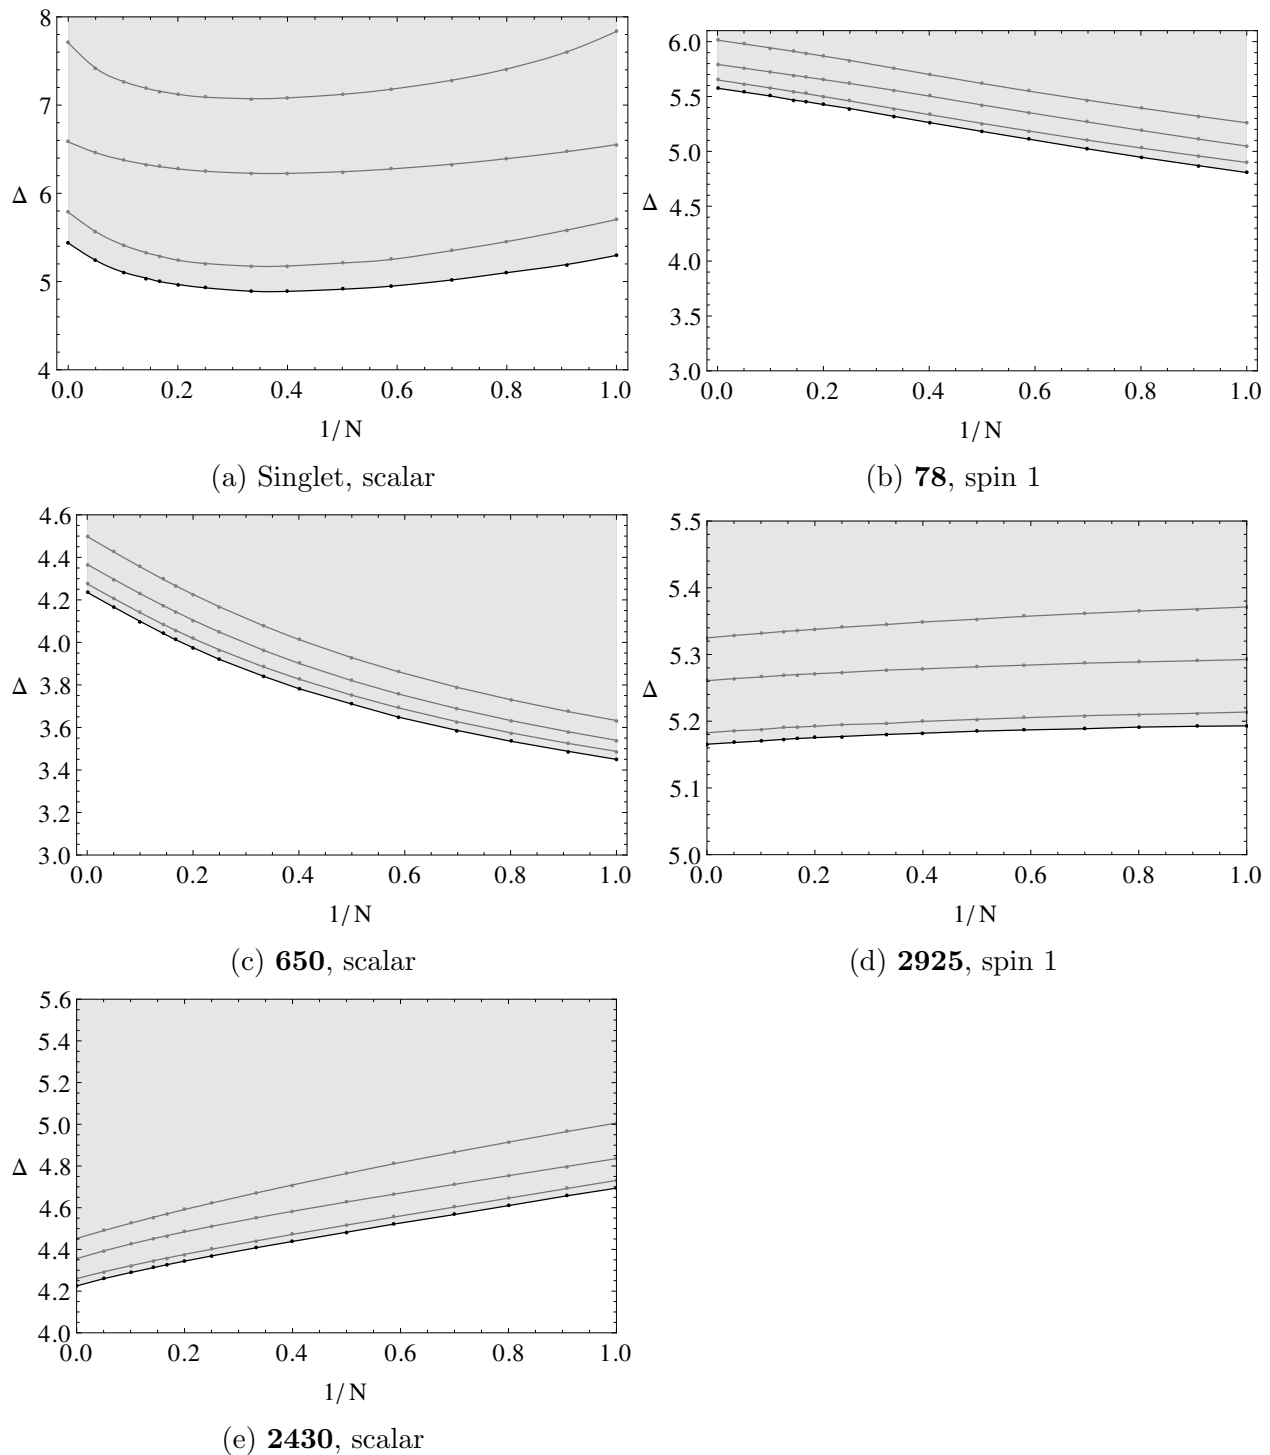 8
7
6
5
4
Δ
0.0 0.2 0.4 0.6 0.8 1.0
1/N
(a) Singlet, scalar
6.0
5.5
5.0
4.5
4.0
3.5
3.0
Δ
0.0 0.2 0.4 0.6 0.8 1.0
1/N
(b) 78, spin 1
4.6
4.4
4.2
4.0
3.8
3.6
3.4
3.2
3.0
Δ
0.0 0.2 0.4 0.6 0.8 1.0
1/N
(c) 650, scalar
5.5
5.4
5.3
5.2
5.1
5.0
Δ
0.0 0.2 0.4 0.6 0.8 1.0
1/N
(d) 2925, spin 1
5.6
5.4
5.2
5.0
4.8
4.6
4.4
4.2
4.0
Δ
0.0 0.2 0.4 0.6 0.8 1.0
1/N
(e) 2430, scalar